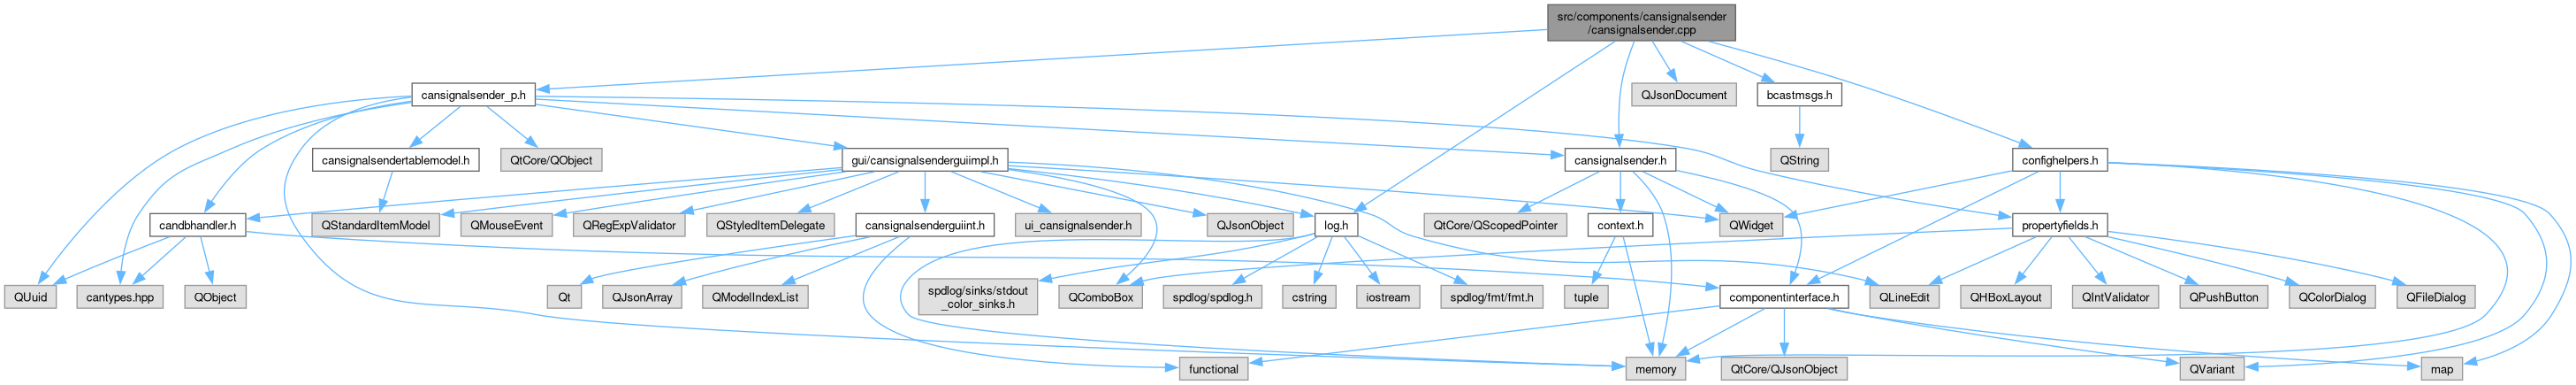 src/components/cansignalsender
/cansignalsender.cpp
cansignalsender_p.h
QJsonDocument
bcastmsgs.h
cansignalsendertablemodel.h
QtCore/QObject
gui/cansignalsenderguiimpl.h
cansignalsender.h
QString
confighelpers.h
candbhandler.h
QStandardItemModel
QMouseEvent
QRegExpValidator
QStyledItemDelegate
cansignalsenderguiint.h
ui_cansignalsender.h
QJsonObject
log.h
QtCore/QScopedPointer
context.h
QWidget
propertyfields.h
QUuid
cantypes.hpp
QObject
Qt
QJsonArray
QModelIndexList
spdlog/sinks/stdout
_color_sinks.h
QComboBox
spdlog/spdlog.h
cstring
iostream
spdlog/fmt/fmt.h
tuple
componentinterface.h
QLineEdit
QHBoxLayout
QIntValidator
QPushButton
QColorDialog
QFileDialog
functional
memory
QtCore/QJsonObject
QVariant
map